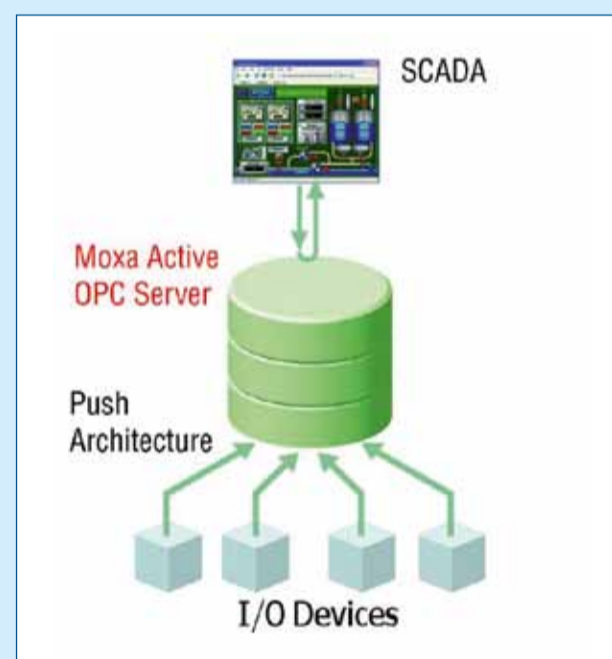 SCADA
Moxa Active
OPC Server
Push
Architecture
I/O Devices